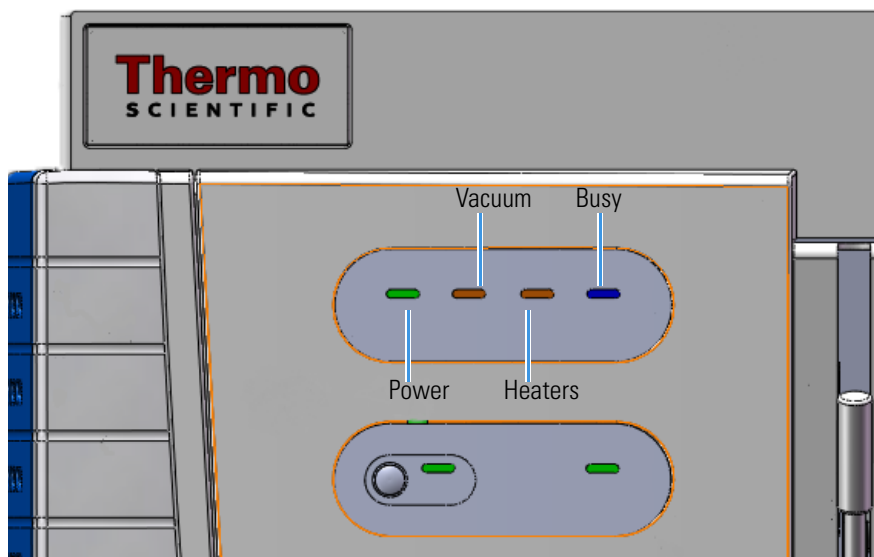 Thermo
SCIENTIFIC
Vacuum
Busy
Power
Heaters